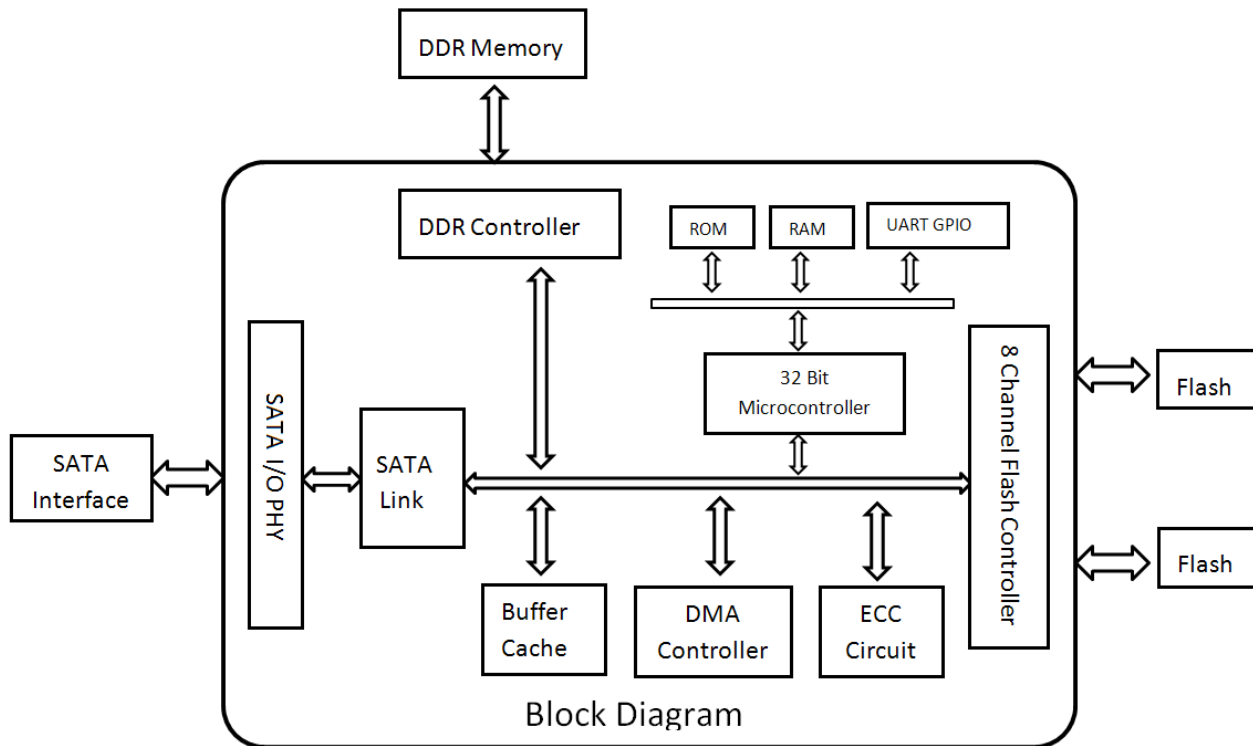 DDR Memory
DDR Controller
ROM
RAM
UART GPIO
32 Bit
Microcontroller
8 Channel Flash Controller
Flash
SATA I/O PHY
SATA
Interface
SATA
Link
Flash
Buffer
Cache
DMA
Controller
ECC
Circuit
Block Diagram